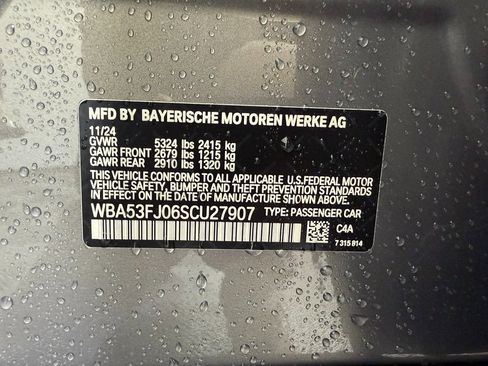 MFD BY BAYERISCHE MOTOREN WERKE AG
11/24
GVWR 5324 lbs 2415 kg
GAWR FRONT 2679 lbs 1215 kg
GAWR REAR 2910 lbs 1320 kg
THIS VEHICLE CONFORMS TO ALL APPLICABLE U.S.FEDERAL MOTOR
VEHICLE SAFETY, BUMPER, AND THEFT PREVENTION STANDARDS
IN EFFECT ON THE DATE OF MANUFACTURE SHOWN ABOVE.
WBA53FJ06SCU27907 TYPE: PASSENGER CAR
C4A
7 315 814